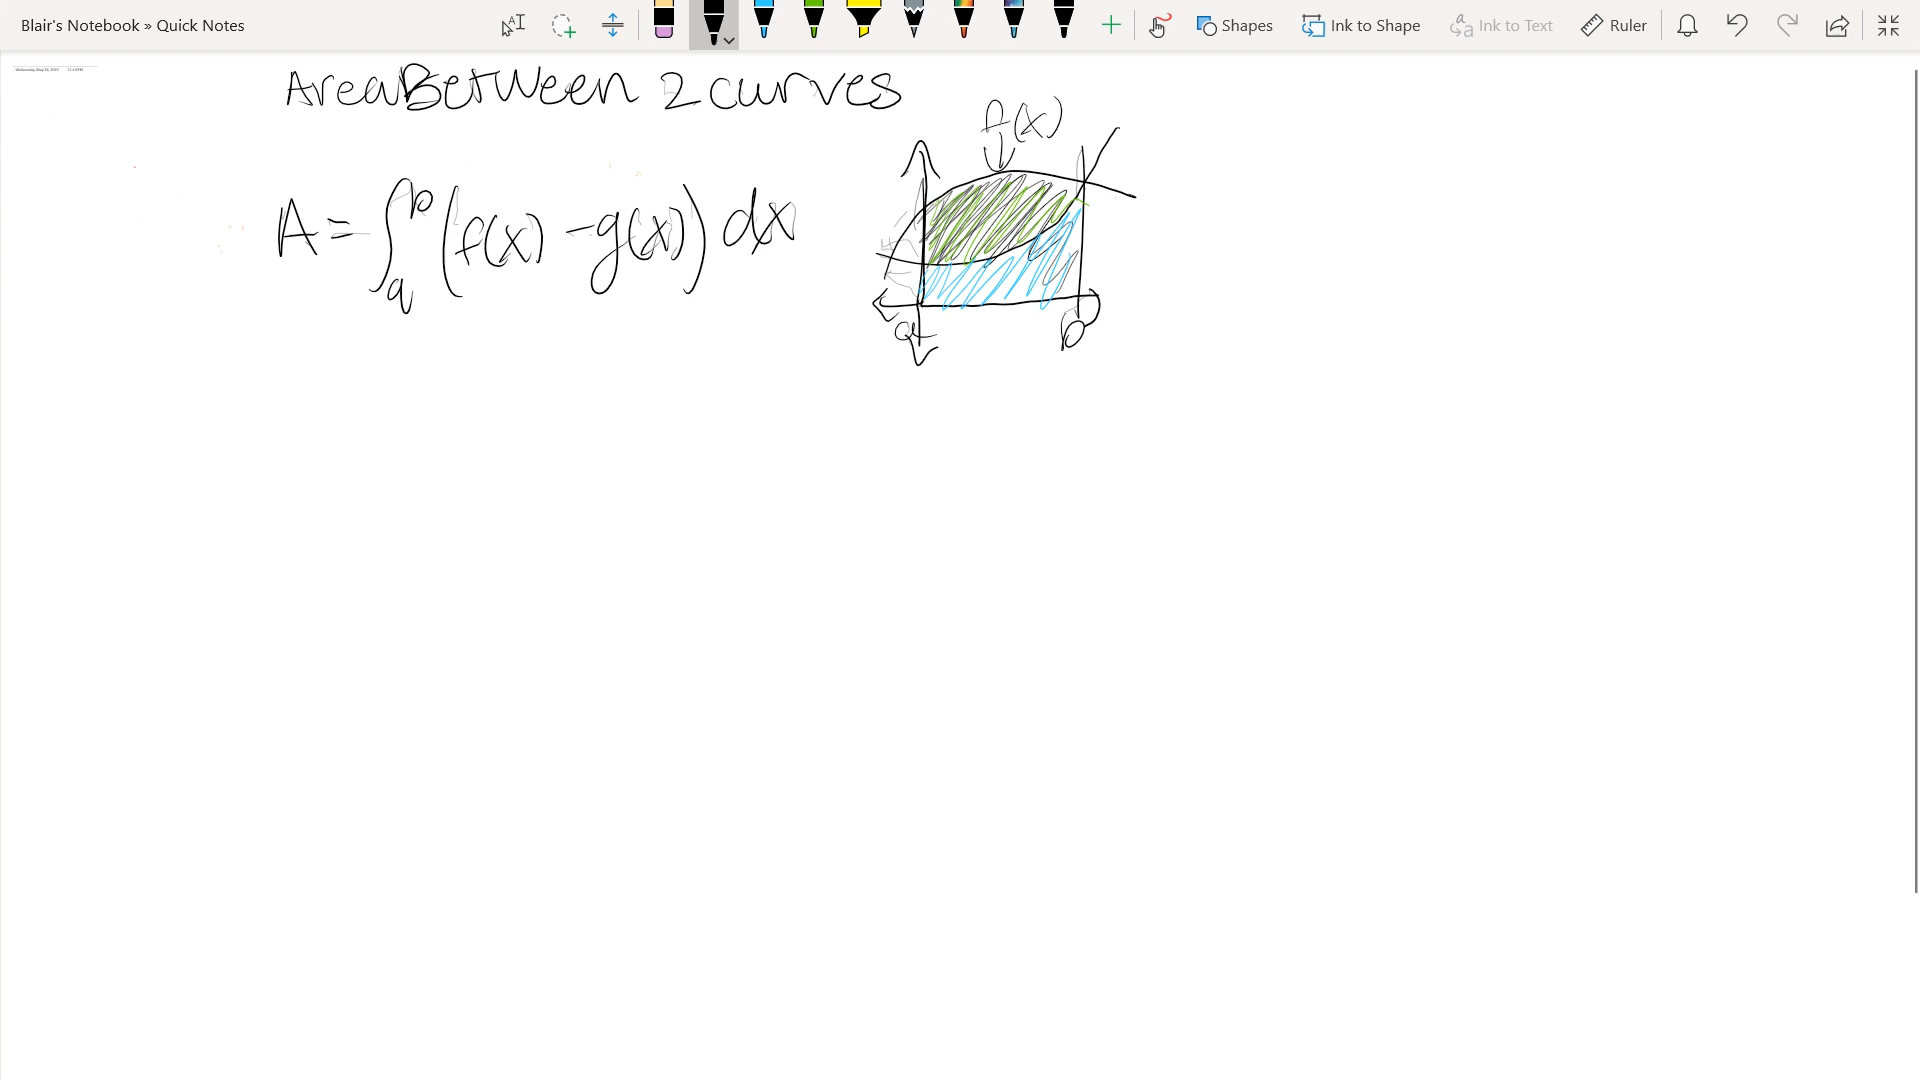 Blair's Notebook » Quick Notes
Shapes
Ink to Shape
Ink to Text
Ruler
Area Between 2 curves
f(x)
A = ∫_a^b (f(x) - g(x)) dx
a
b